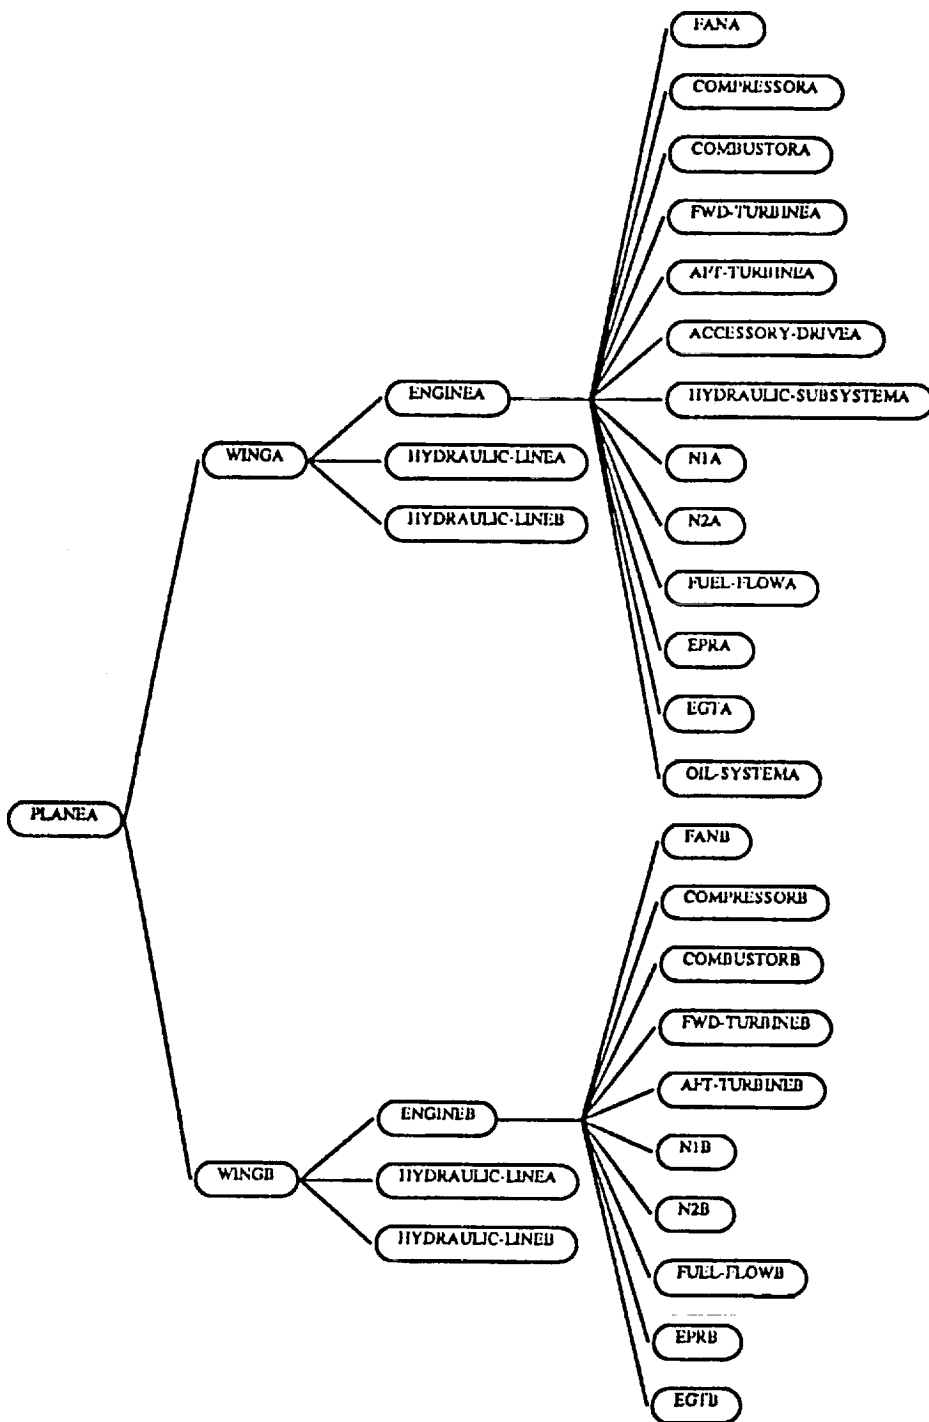 FANA
COMPRESSORA
COMBUSTORA
FWD-TURBINEA
AFT-TURBINEA
ACCESSORY-DRIVEA
ENGINEA
HYDRAULIC-SUBSYSTEMA
WINGA
HYDRAULIC-LINEA
N1A
HYDRAULIC-LINEB
N2A
FUEL-FLOWA
EPRA
EGTA
OIL-SYSTEMA
PLANEA
FANB
COMPRESSORB
COMBUSTORB
FWD-TURBINEB
AFT-TURBINEB
ENGINEB
N1B
WINGB
HYDRAULIC-LINEA
N2B
HYDRAULIC-LINEB
FUEL-FLOWB
EPRB
EGTB